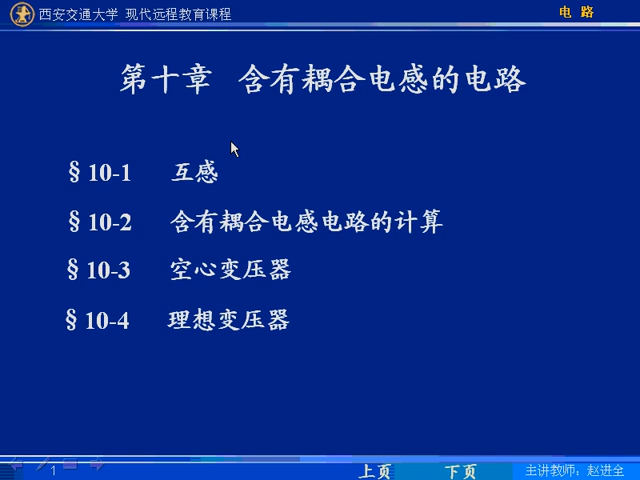 西安交通大学 现代远程教育课程
电 路
第十章 含有耦合电感的电路
§10-1 互感
§10-2 含有耦合电感电路的计算
§10-3 空心变压器
§10-4 理想变压器
1
上页
下页
主讲教师：赵进全